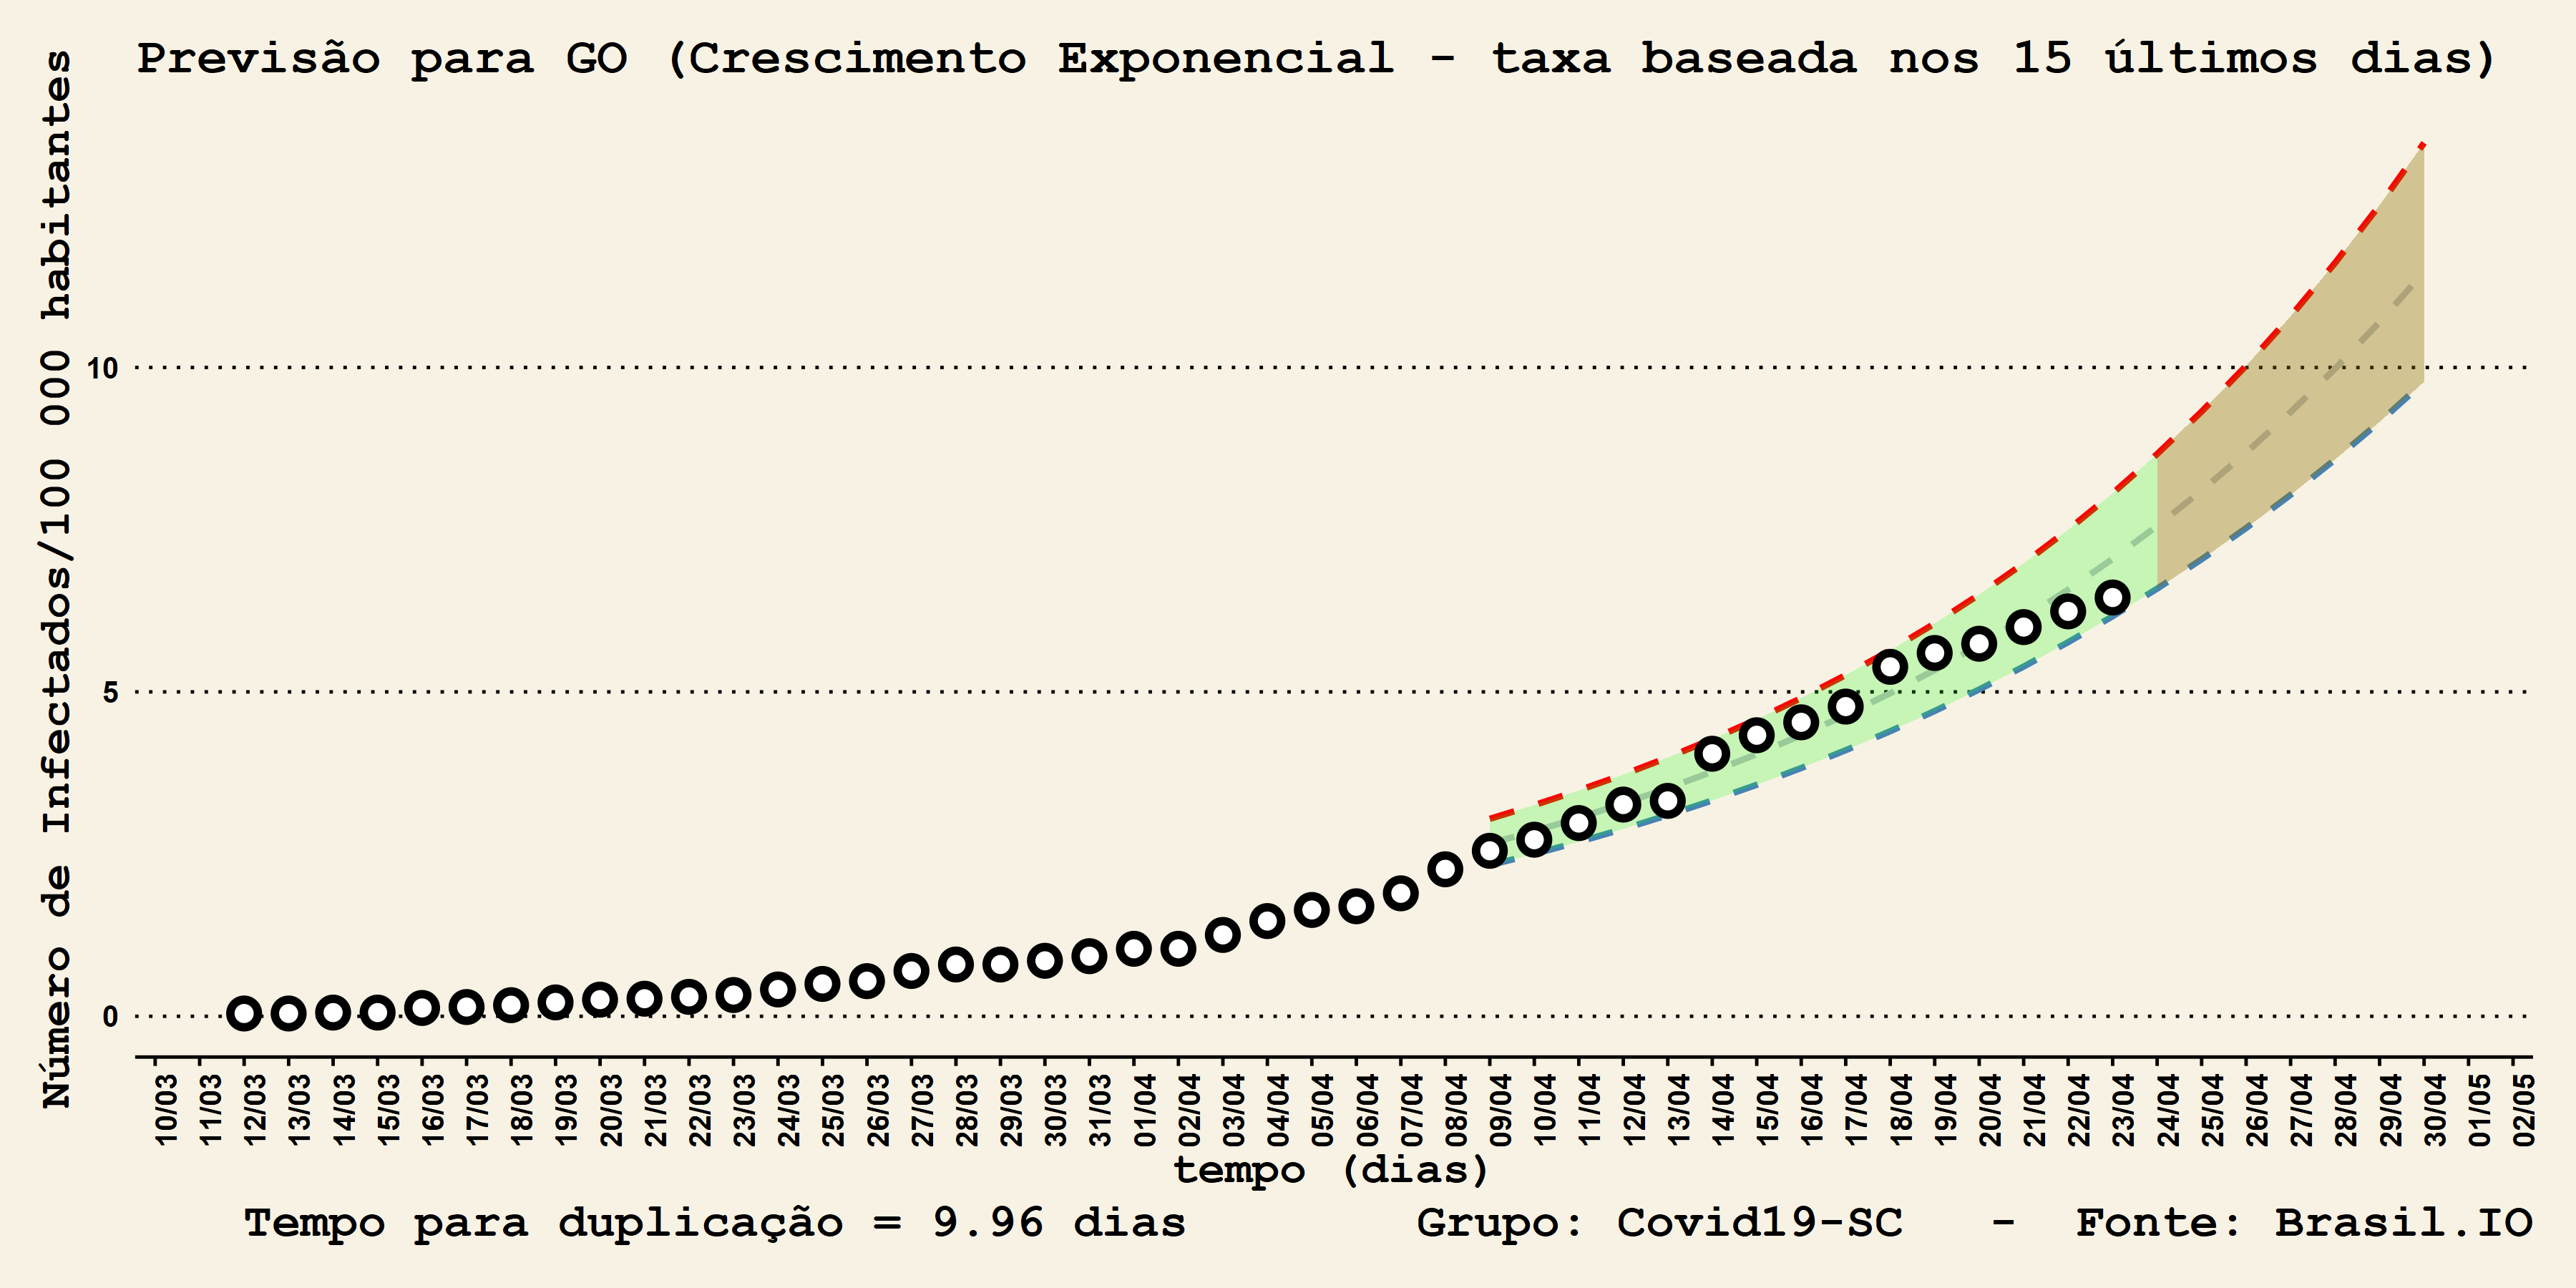 Previsão para GO (Crescimento Exponencial - taxa baseada nos 15 últimos dias)
Número de Infectados/100 000 habitantes
10
5
0
10/03 11/03 12/03 13/03 14/03 15/03 16/03 17/03 18/03 19/03 20/03 21/03 22/03 23/03 24/03 25/03 26/03 27/03 28/03 29/03 30/03 31/03 01/04 02/04 03/04 04/04 05/04 06/04 07/04 08/04 09/04 10/04 11/04 12/04 13/04 14/04 15/04 16/04 17/04 18/04 19/04 20/04 21/04 22/04 23/04 24/04 25/04 26/04 27/04 28/04 29/04 30/04 01/05 02/05
tempo (dias)
Tempo para duplicação = 9.96 dias Grupo: Covid19-SC - Fonte: Brasil.IO